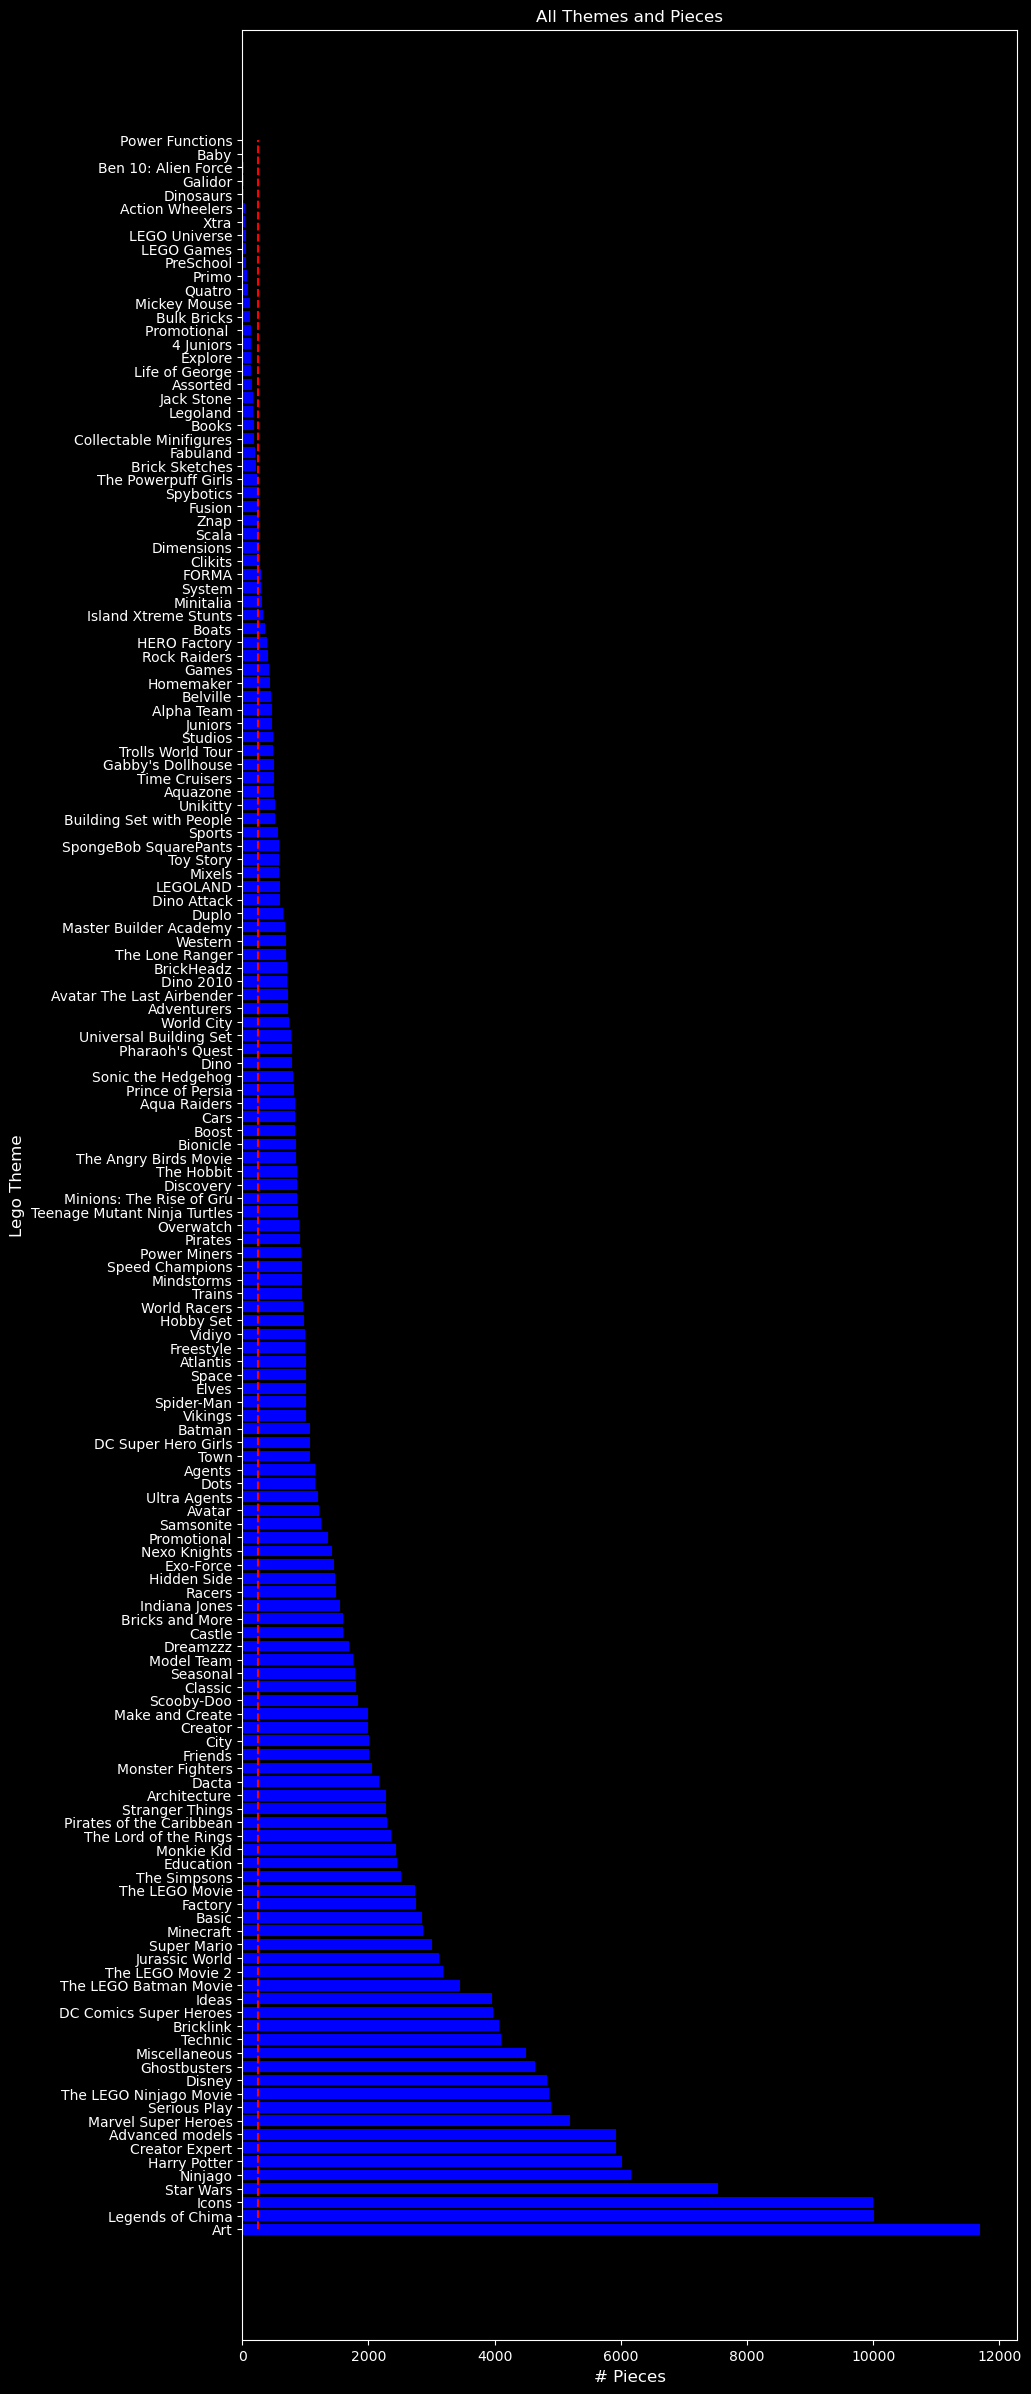 All Themes and Pieces
Power Functions
Baby
Ben 10: Alien Force
Galidor
Dinosaurs
Action Wheelers
Xtra
LEGO Universe
LEGO Games
PreSchool
Primo
Quatro
Mickey Mouse
Bulk Bricks
Promotional
4 Juniors
Explore
Life of George
Assorted
Jack Stone
Legoland
Books
Collectable Minifigures
Fabuland
Brick Sketches
The Powerpuff Girls
Spybotics
Fusion
Znap
Scala
Dimensions
Clikits
FORMA
System
Minitalia
Island Xtreme Stunts
Boats
HERO Factory
Rock Raiders
Games
Homemaker
Belville
Alpha Team
Juniors
Studios
Trolls World Tour
Gabby's Dollhouse
Time Cruisers
Aquazone
Unikitty
Building Set with People
Sports
SpongeBob SquarePants
Toy Story
Mixels
LEGOLAND
Dino Attack
Duplo
Master Builder Academy
Western
The Lone Ranger
BrickHeadz
Dino 2010
Avatar The Last Airbender
Adventurers
World City
Universal Building Set
Pharaoh's Quest
Dino
Sonic the Hedgehog
Prince of Persia
Aqua Raiders
Cars
Boost
Bionicle
The Angry Birds Movie
The Hobbit
Discovery
Minions: The Rise of Gru
Teenage Mutant Ninja Turtles
Overwatch
Pirates
Power Miners
Speed Champions
Mindstorms
Trains
World Racers
Hobby Set
Vidiyo
Freestyle
Atlantis
Space
Elves
Spider-Man
Vikings
Batman
DC Super Hero Girls
Town
Agents
Dots
Ultra Agents
Avatar
Samsonite
Promotional
Nexo Knights
Exo-Force
Hidden Side
Racers
Indiana Jones
Bricks and More
Castle
Dreamzzz
Model Team
Seasonal
Classic
Scooby-Doo
Make and Create
Creator
City
Friends
Monster Fighters
Dacta
Architecture
Stranger Things
Pirates of the Caribbean
The Lord of the Rings
Monkie Kid
Education
The Simpsons
The LEGO Movie
Factory
Basic
Minecraft
Super Mario
Jurassic World
The LEGO Movie 2
The LEGO Batman Movie
Ideas
DC Comics Super Heroes
Bricklink
Technic
Miscellaneous
Ghostbusters
Disney
The LEGO Ninjago Movie
Serious Play
Marvel Super Heroes
Advanced models
Creator Expert
Harry Potter
Ninjago
Star Wars
Icons
Legends of Chima
Art
Lego Theme
0 2000 4000 6000 8000 10000 12000
# Pieces